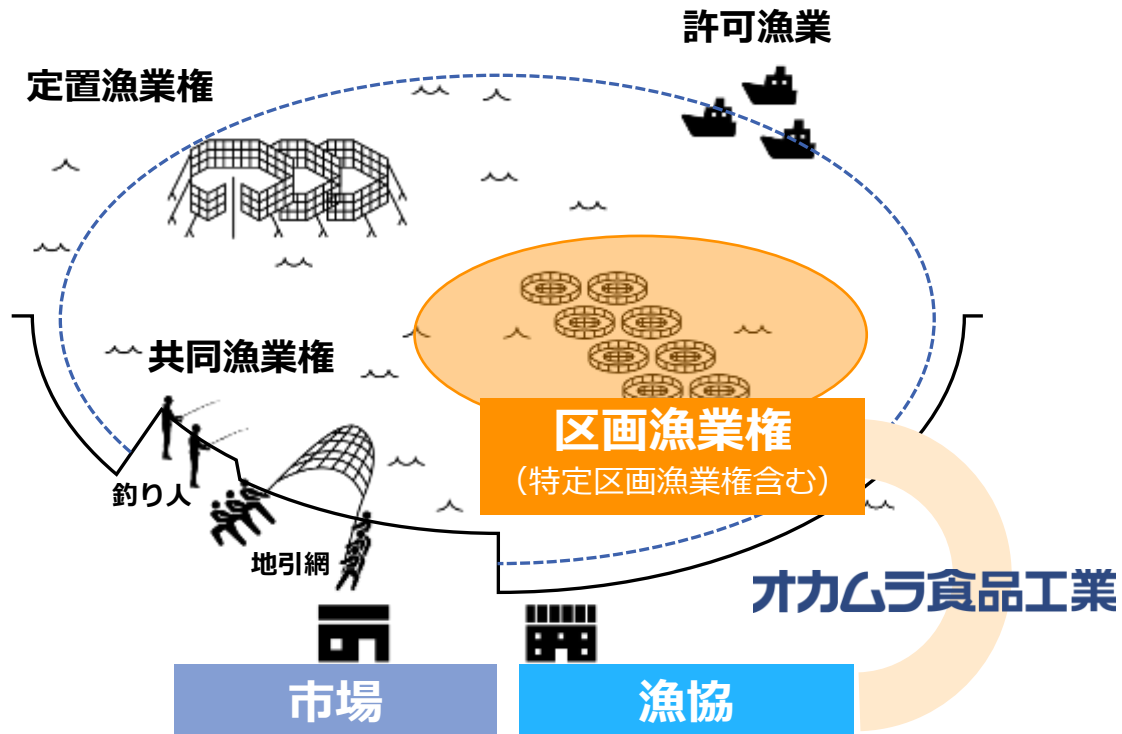 許可漁業
定置漁業権
共同漁業権
区画漁業権
（特定区画漁業権含む）
釣り人
地引網
オカムラ食品工業
市場
漁協